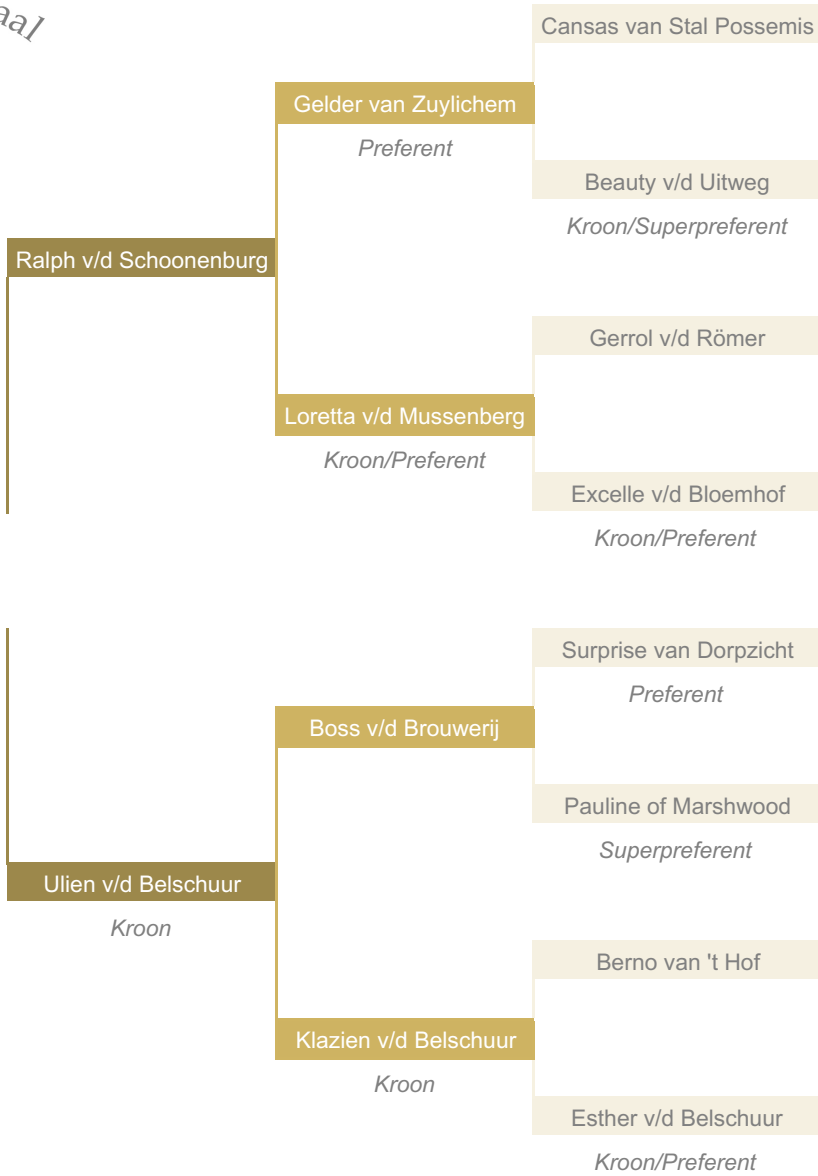 Cansas van Stal Possemis
Gelder van Zuylichem
Preferent
Beauty v/d Uitweg
Kroon/Superpreferent
Ralph v/d Schoonenburg
Gerrol v/d Römer
Loretta v/d Mussenberg
Kroon/Preferent
Excelle v/d Bloemhof
Kroon/Preferent
Surprise van Dorpzicht
Preferent
Boss v/d Brouwerij
Pauline of Marshwood
Superpreferent
Ulien v/d Belschuur
Kroon
Berno van 't Hof
Klazien v/d Belschuur
Kroon
Esther v/d Belschuur
Kroon/Preferent